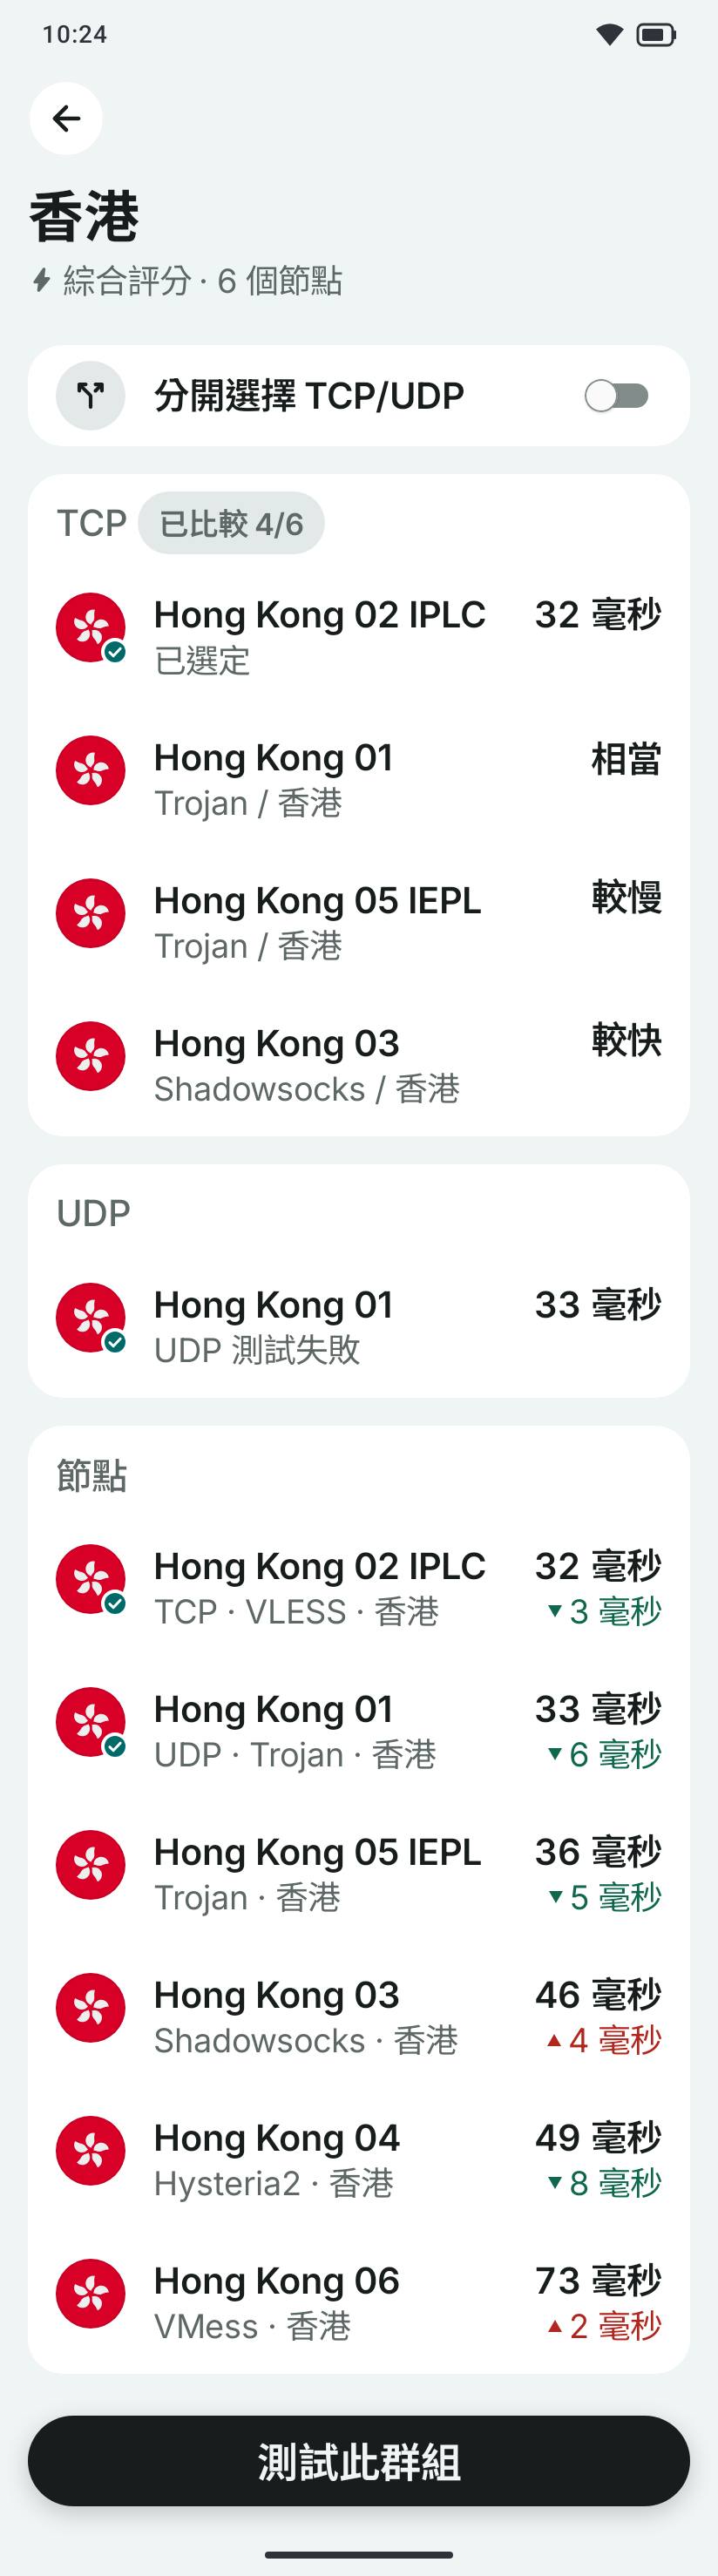 10:24
香港
綜合評分 · 6 個節點
分開選擇 TCP/UDP
TCP 已比較 4/6
Hong Kong 02 IPLC 32 毫秒
已選定
Hong Kong 01 相當
Trojan / 香港
Hong Kong 05 IEPL 較慢
Trojan / 香港
Hong Kong 03 較快
Shadowsocks / 香港
UDP
Hong Kong 01 33 毫秒
UDP 測試失敗
節點
Hong Kong 02 IPLC 32 毫秒
TCP · VLESS · 香港 ▼3 毫秒
Hong Kong 01 33 毫秒
UDP · Trojan · 香港 ▼6 毫秒
Hong Kong 05 IEPL 36 毫秒
Trojan · 香港 ▼5 毫秒
Hong Kong 03 46 毫秒
Shadowsocks · 香港 ▲4 毫秒
Hong Kong 04 49 毫秒
Hysteria2 · 香港 ▼8 毫秒
Hong Kong 06 73 毫秒
VMess · 香港 ▲2 毫秒
測試此群組